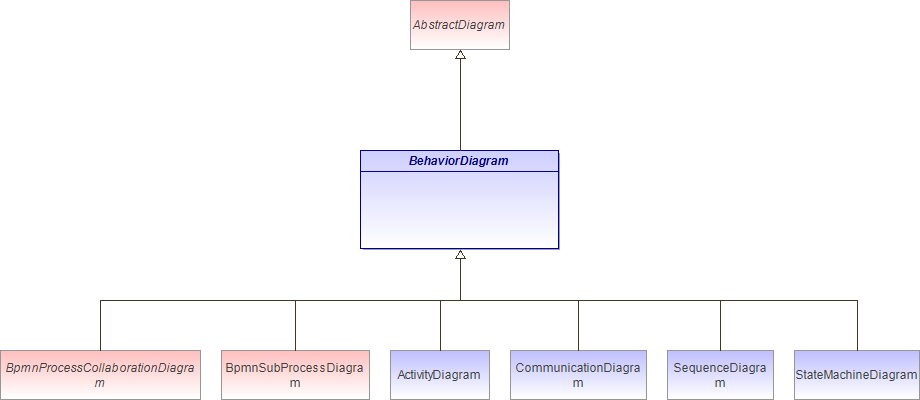 AbstractDiagram
BehaviorDiagram
BpmnProcessCollaborationDiagra
m
BpmnSubProcessDiagra
m
ActivityDiagram
CommunicationDiagra
m
SequenceDiagra
m
StateMachineDiagram